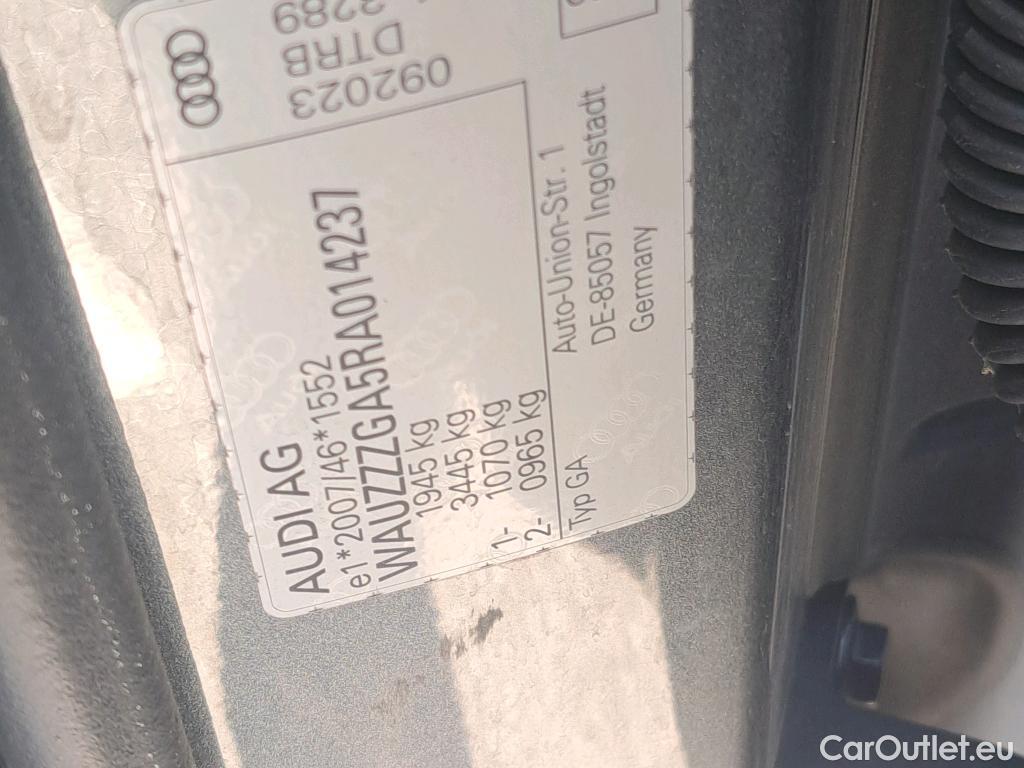 AUDI AG
e1*2007/46*1552
WAUZZZGA5RA014237
1945 kg
3445 kg
1- 1070 kg
2- 0965 kg
Typ GA
Auto-Union-Str. 1
DE-85057 Ingolstadt
Germany
092023
DTRB
3289
CarOutlet.eu